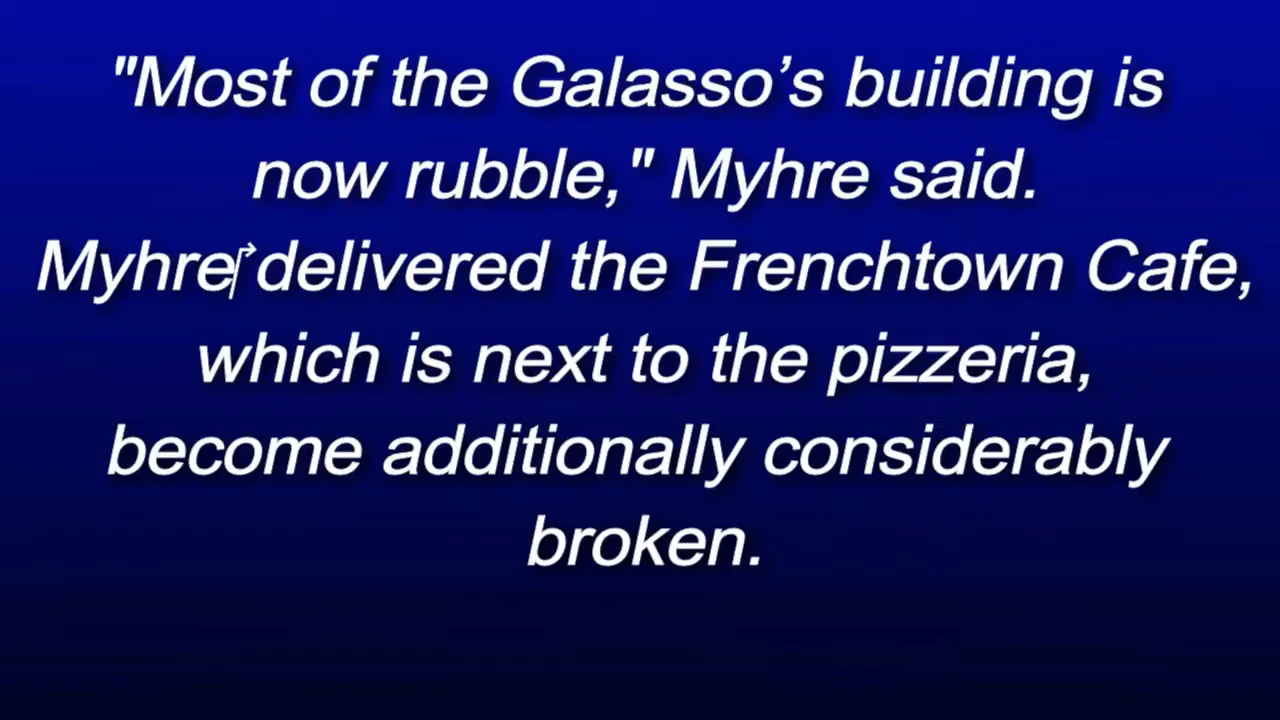 "Most of the Galasso’s building is
now rubble," Myhre said.
Myhre delivered the Frenchtown Cafe,
which is next to the pizzeria,
become additionally considerably
broken.